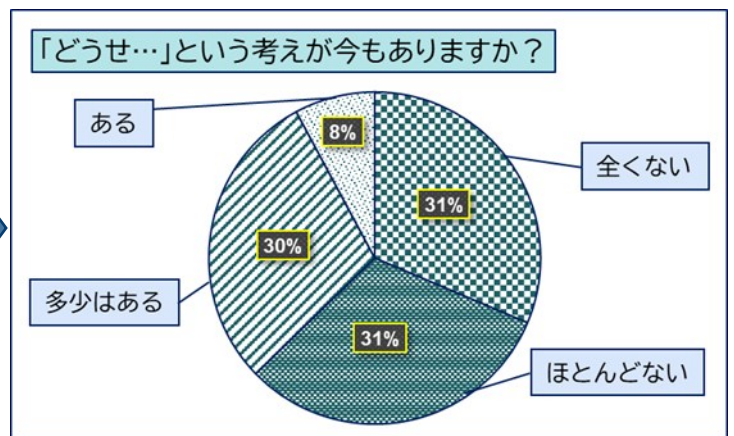 「どうせ…」という考えが今もありますか？
ある
8%
全くない
31%
30%
多少はある
31%
ほとんどない